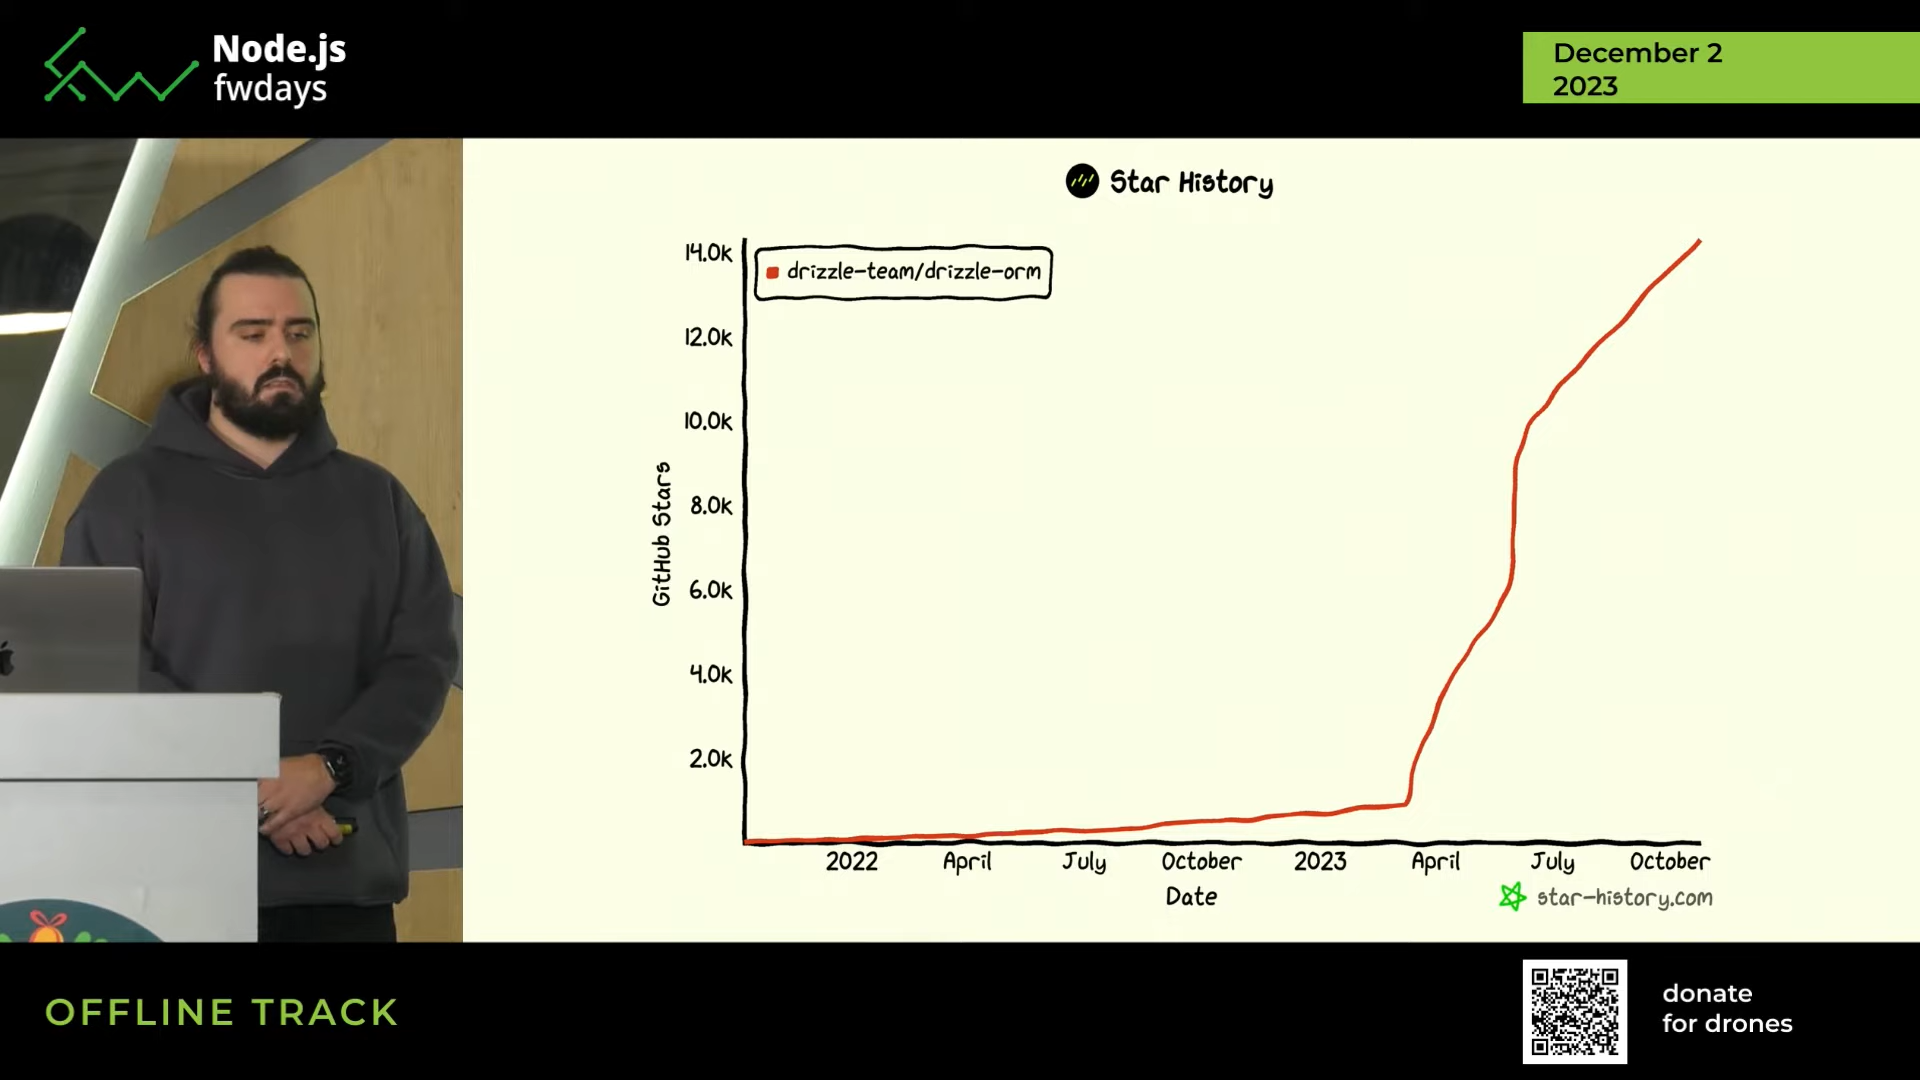 Node.js
fwdays
December 2
2023
Star History
14.0k
drizzle-team/drizzle-orm
12.0k
10.0k
8.0k
6.0k
4.0k
2.0k
GitHub Stars
2022 April July October 2023 April July October
Date
star-history.com
OFFLINE TRACK
donate
for drones